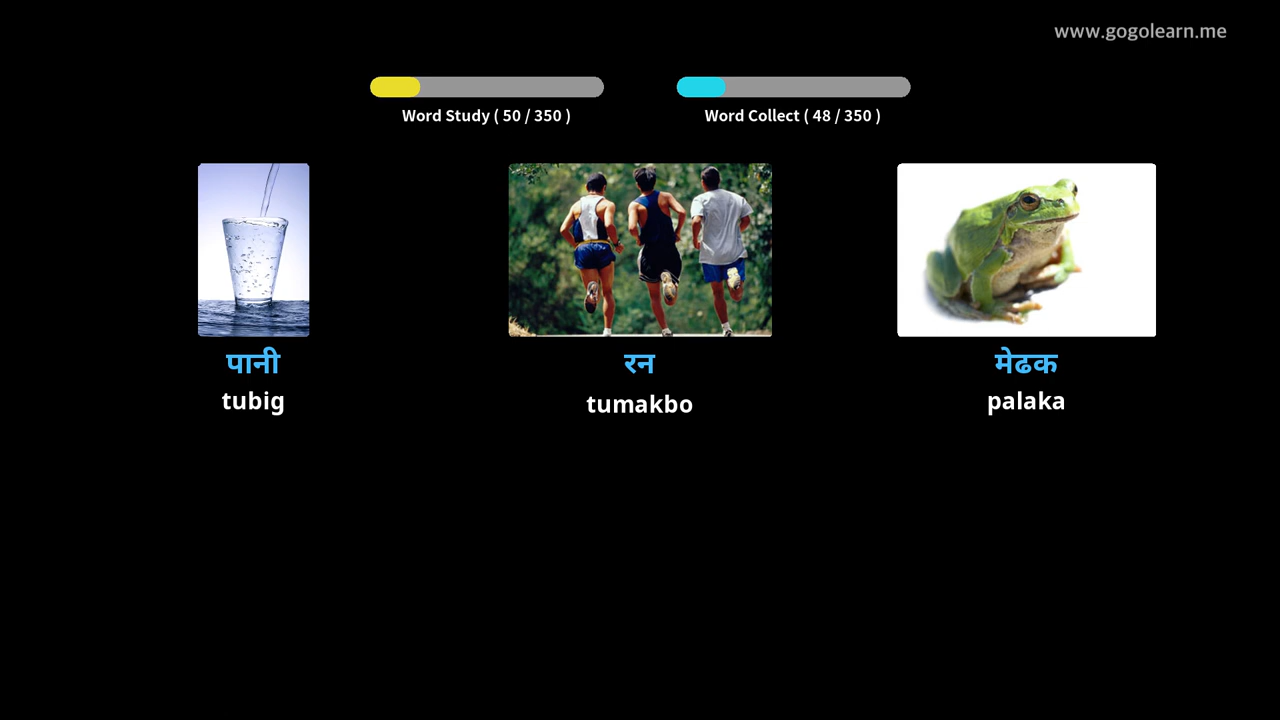 www.gogolearn.me
Word Study ( 50 / 350 )
Word Collect ( 48 / 350 )
पानी
रन
मेढक
tubig
tumakbo
palaka